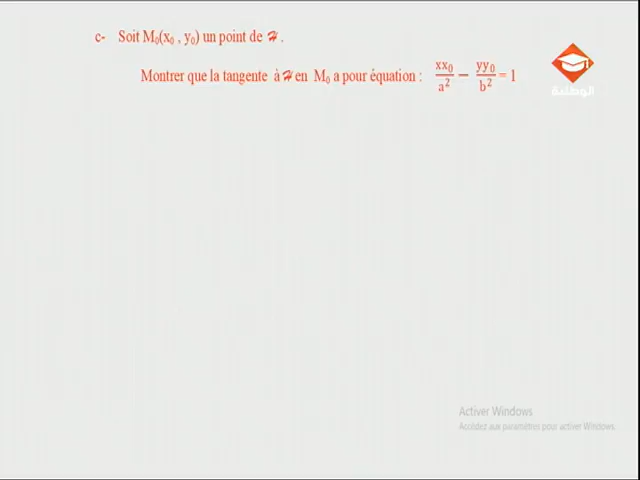 c- Soit M₀(x₀ , y₀) un point de ℋ .
Montrer que la tangente à ℋ en M₀ a pour équation : xx₀/a² − yy₀/b² = 1
الوطنية
Activer Windows
Accédez aux paramètres pour activer Windows.